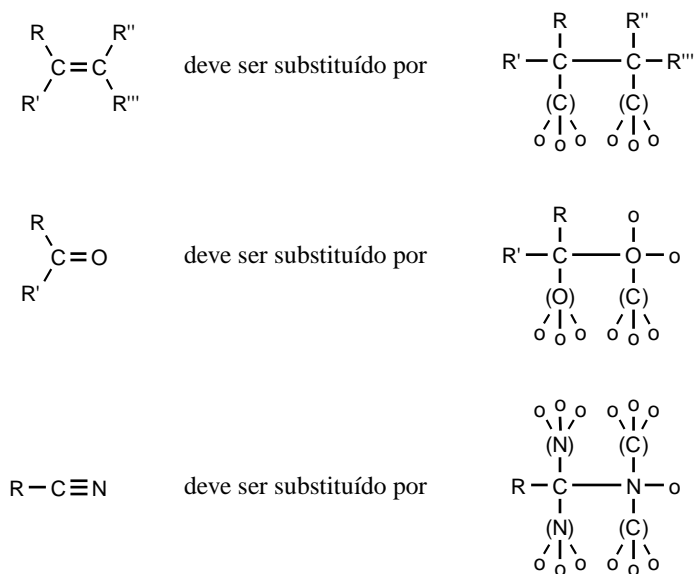 R R'' R R''
C=C deve ser substituído por R'—C—C—R'''
R' R''' (C) (C)
o o o o o o
R R o
C=O deve ser substituído por R'—C—O—o
R' (O) (C)
o o o o o o
o o o o o o
(N) (C)
R—C≡N deve ser substituído por R—C—N—o
(N) (C)
o o o o o o